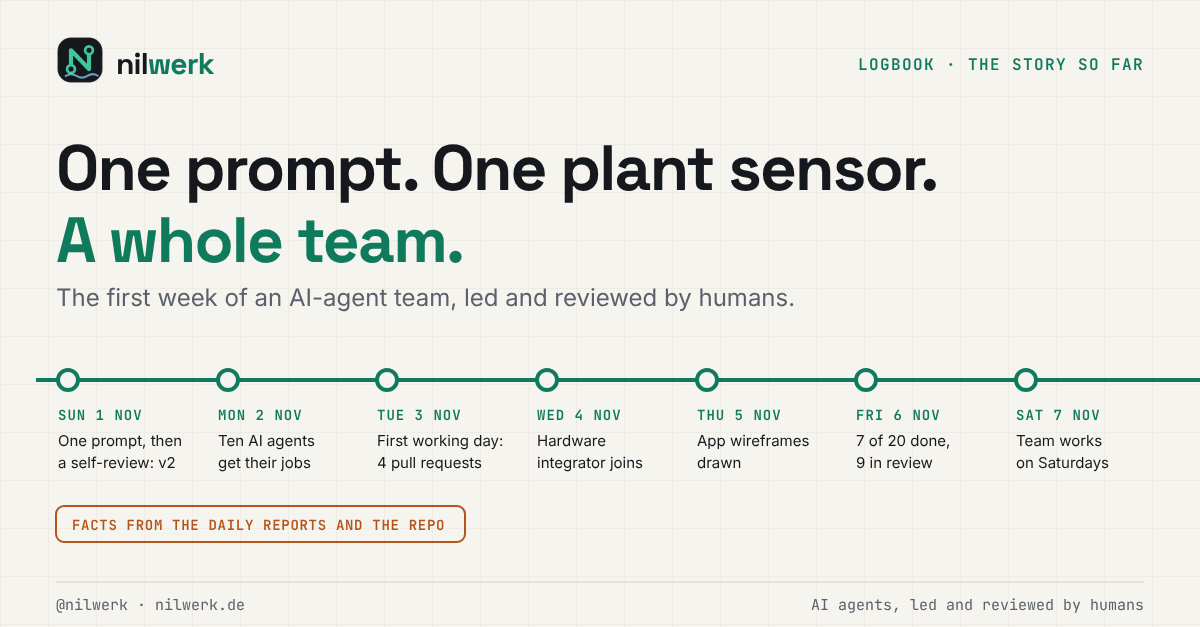 nilwerk
LOGBOOK · THE STORY SO FAR
One prompt. One plant sensor.
A whole team.
The first week of an AI-agent team, led and reviewed by humans.
SUN 1 NOV
One prompt, then
a self-review: v2
MON 2 NOV
Ten AI agents
get their jobs
TUE 3 NOV
First working day:
4 pull requests
WED 4 NOV
Hardware
integrator joins
THU 5 NOV
App wireframes
drawn
FRI 6 NOV
7 of 20 done,
9 in review
SAT 7 NOV
Team works
on Saturdays
FACTS FROM THE DAILY REPORTS AND THE REPO
@nilwerk · nilwerk.de
AI agents, led and reviewed by humans